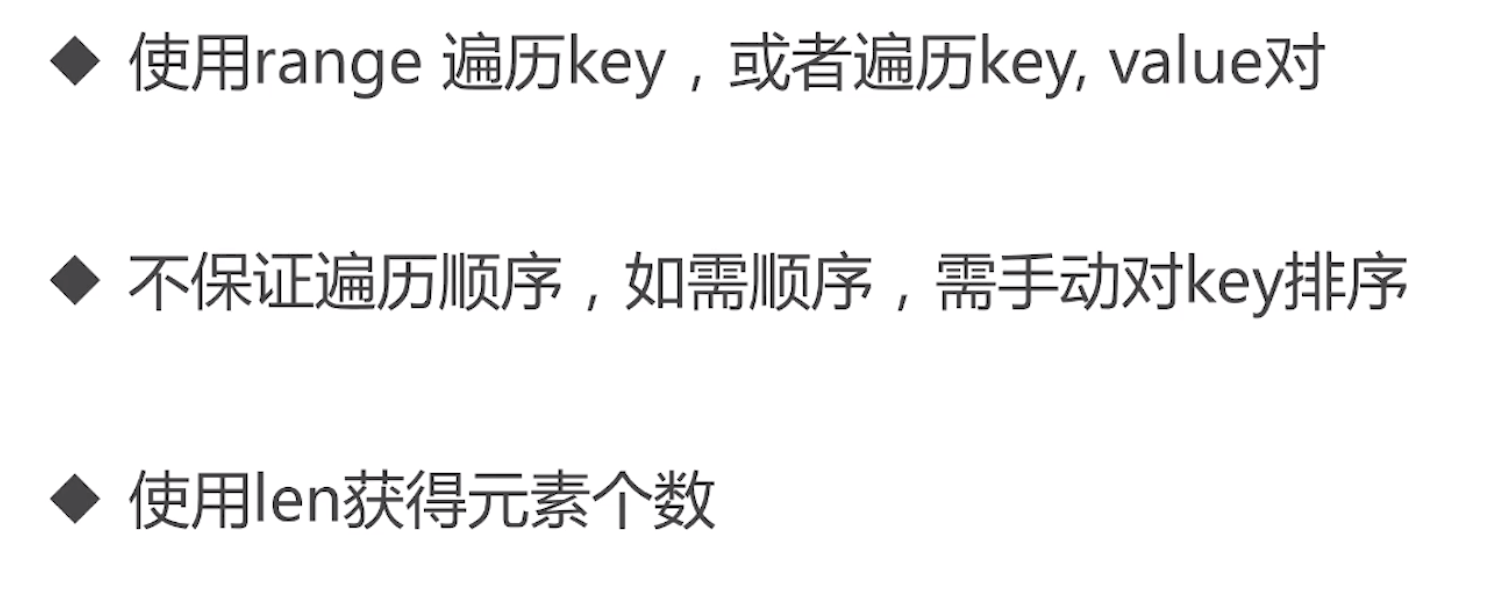 ◆ 使用range 遍历key，或者遍历key, value对
◆ 不保证遍历顺序，如需顺序，需手动对key排序
◆ 使用len获得元素个数